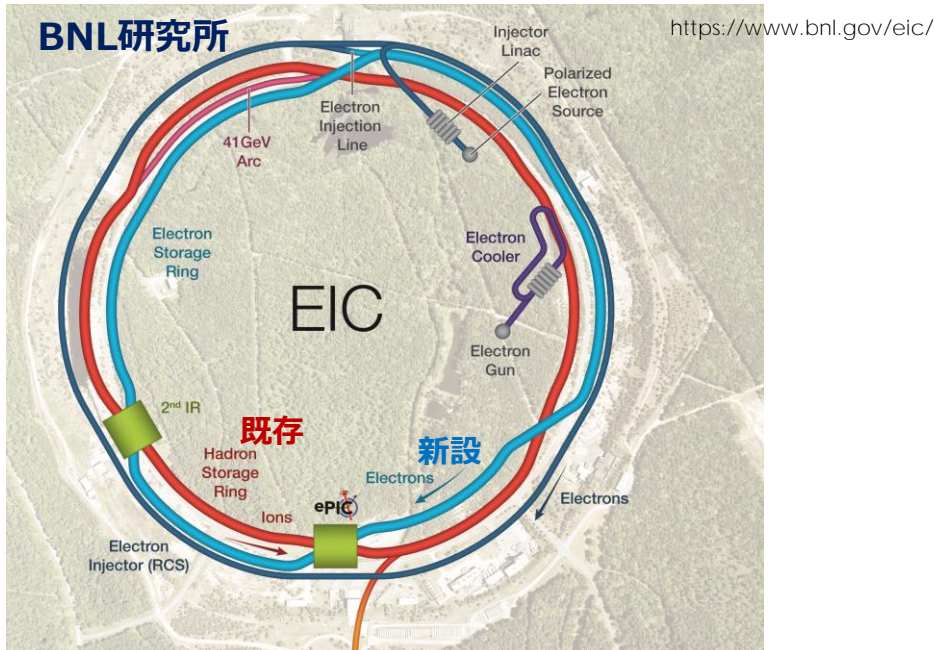 BNL研究所
https://www.bnl.gov/eic/
Injector
Linac
Polarized
Electron
Source
Electron
Injection
Line
41GeV
Arc
Electron
Storage
Ring
Electron
Cooler
EIC
Electron
Gun
2nd IR
既存
新設
Hadron
Storage
Ring
Electrons
ePIC
Electrons
Ions
Electron
Injector (RCS)